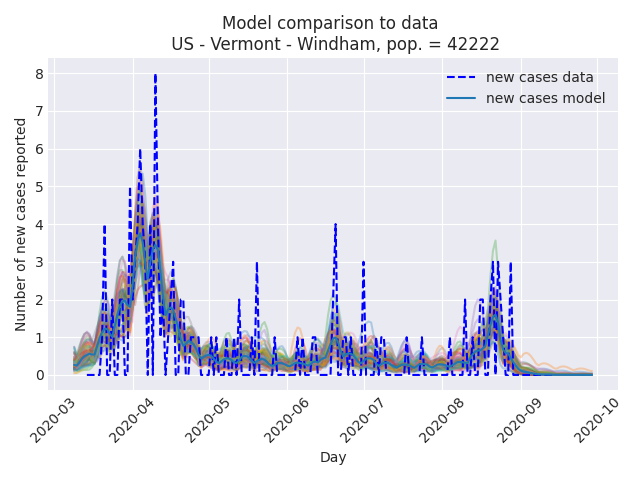 Model comparison to data
US - Vermont - Windham, pop. = 42222
new cases data
new cases model
Number of new cases reported
8
7
6
5
4
3
2
1
0
2020-03
2020-04
2020-05
2020-06
2020-07
2020-08
2020-09
2020-10
Day